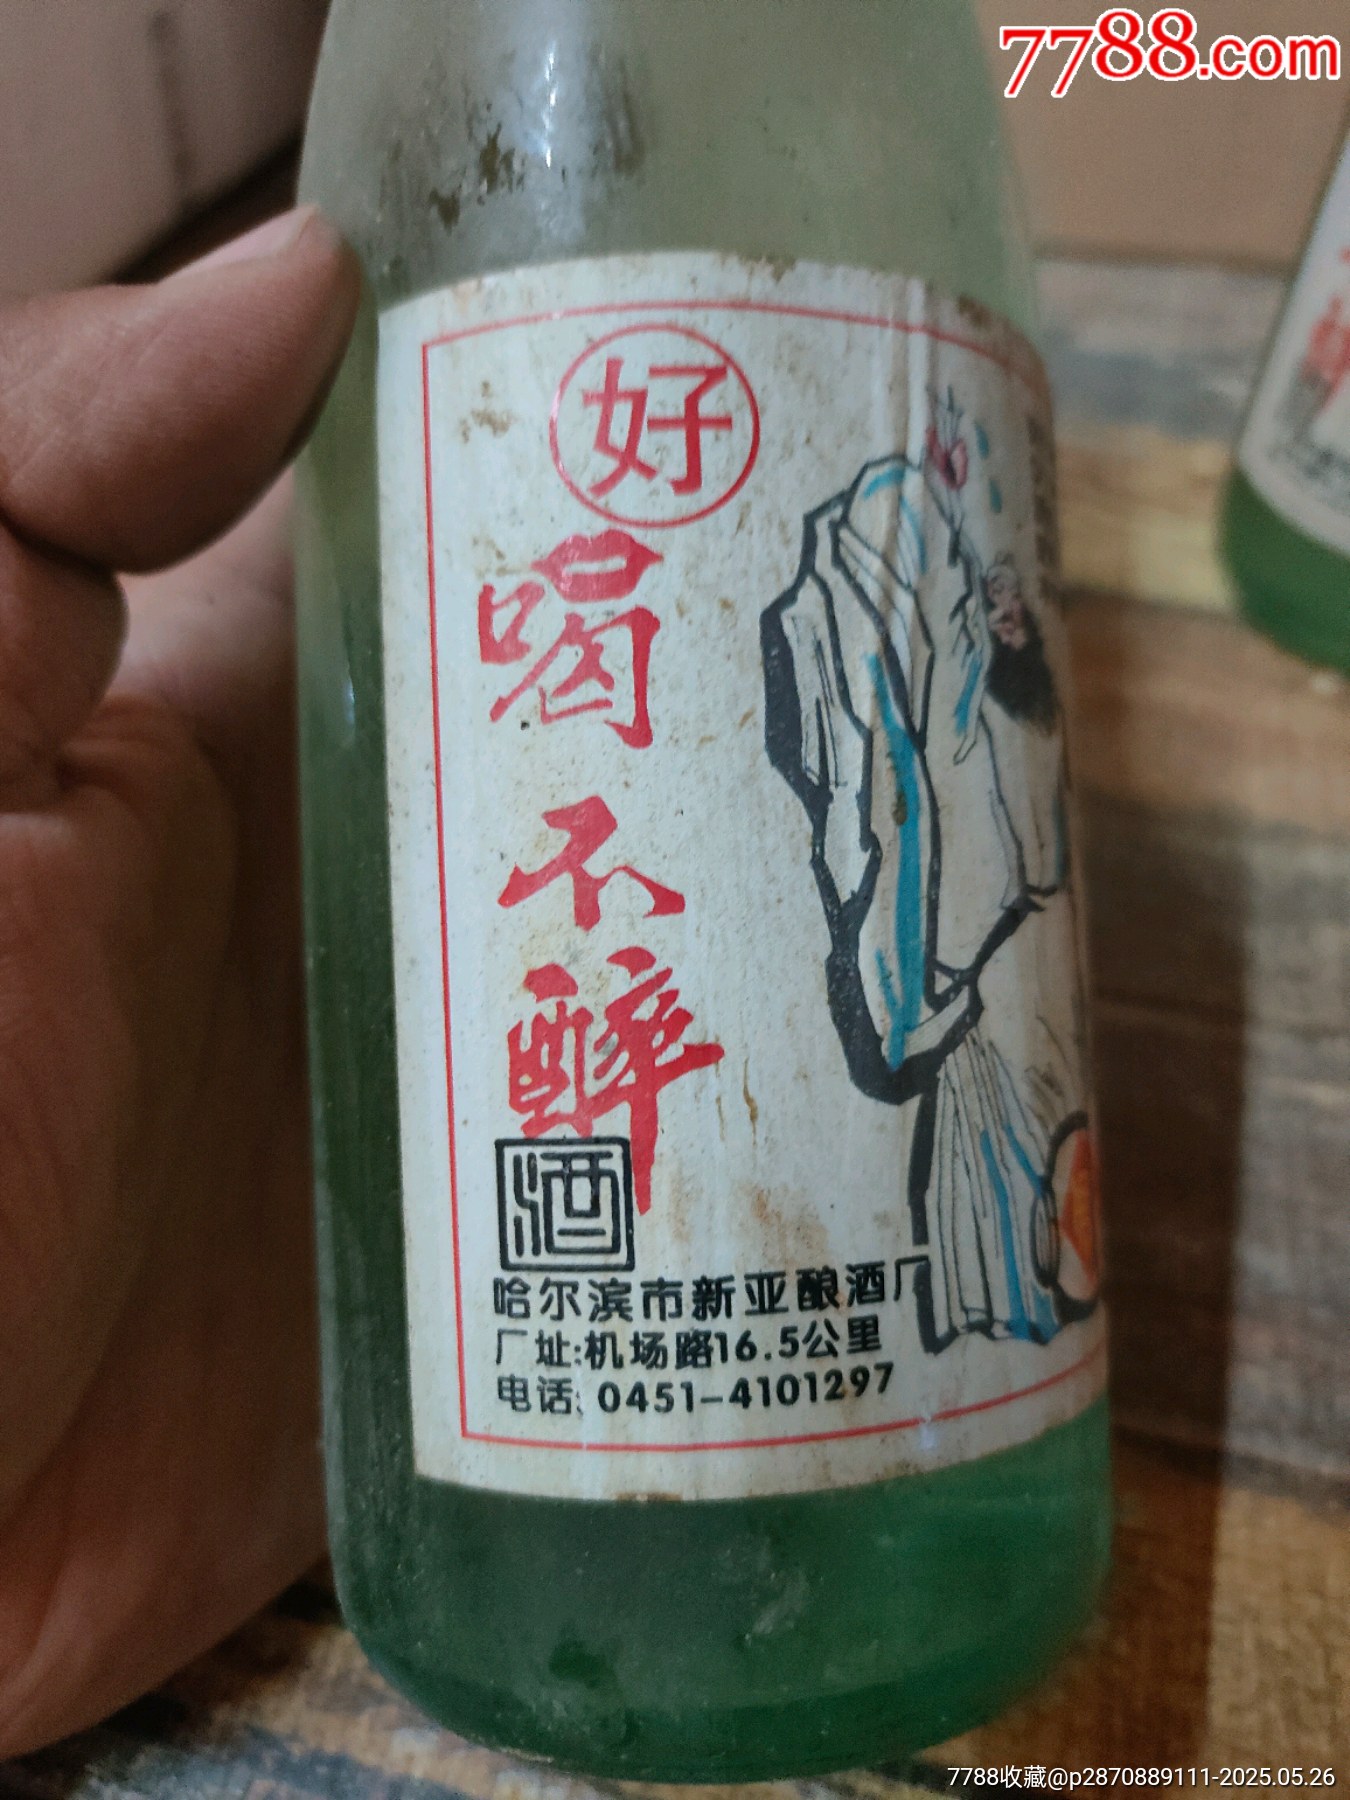 7788.com
好
喝
不
醉
酒
哈尔滨市新亚酿酒厂
厂址:机场路16.5公里
电话: 0451-4101297
7788收藏@p2870889111-2025.05.26